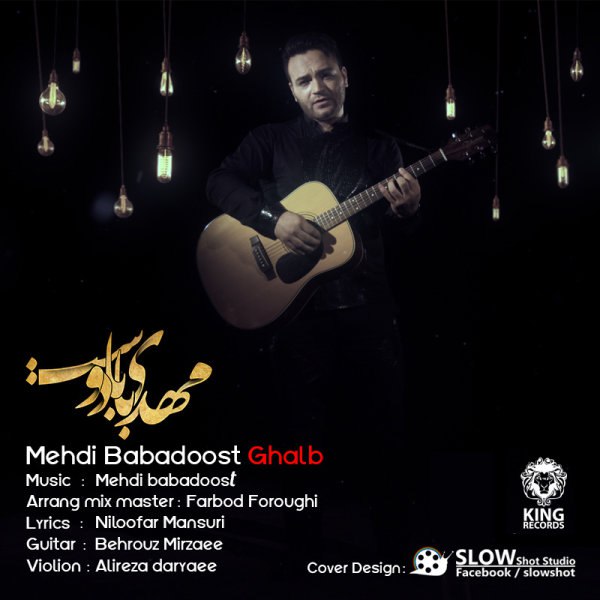 مهدی بابادوست
Mehdi Babadoost Ghalb
Music : Mehdi babadoost
Arrang mix master : Farbod Foroughi
Lyrics : Niloofar Mansuri
Guitar : Behrouz Mirzaee
Violion : Alireza daryaee
KING
RECORDS
Cover Design: SLOW Shot Studio
Facebook / slowshot